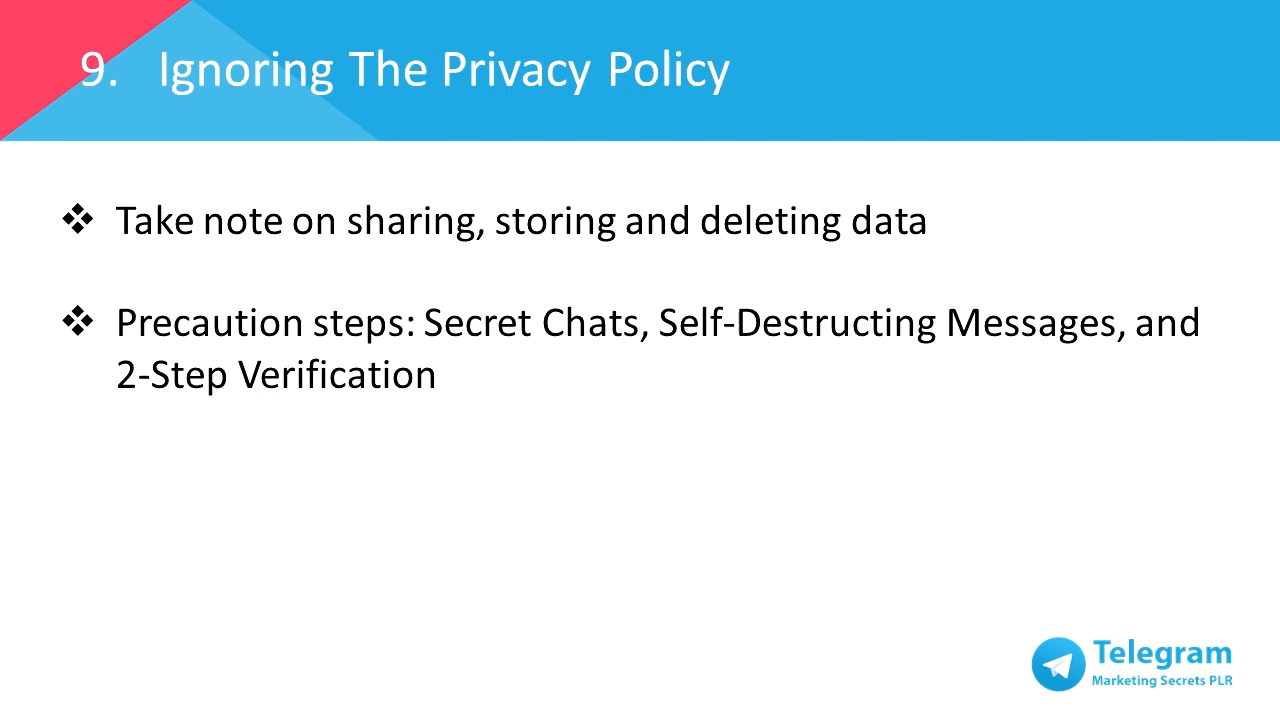 9. Ignoring The Privacy Policy
❖ Take note on sharing, storing and deleting data
❖ Precaution steps: Secret Chats, Self-Destructing Messages, and
2-Step Verification
Telegram
Marketing Secrets PLR